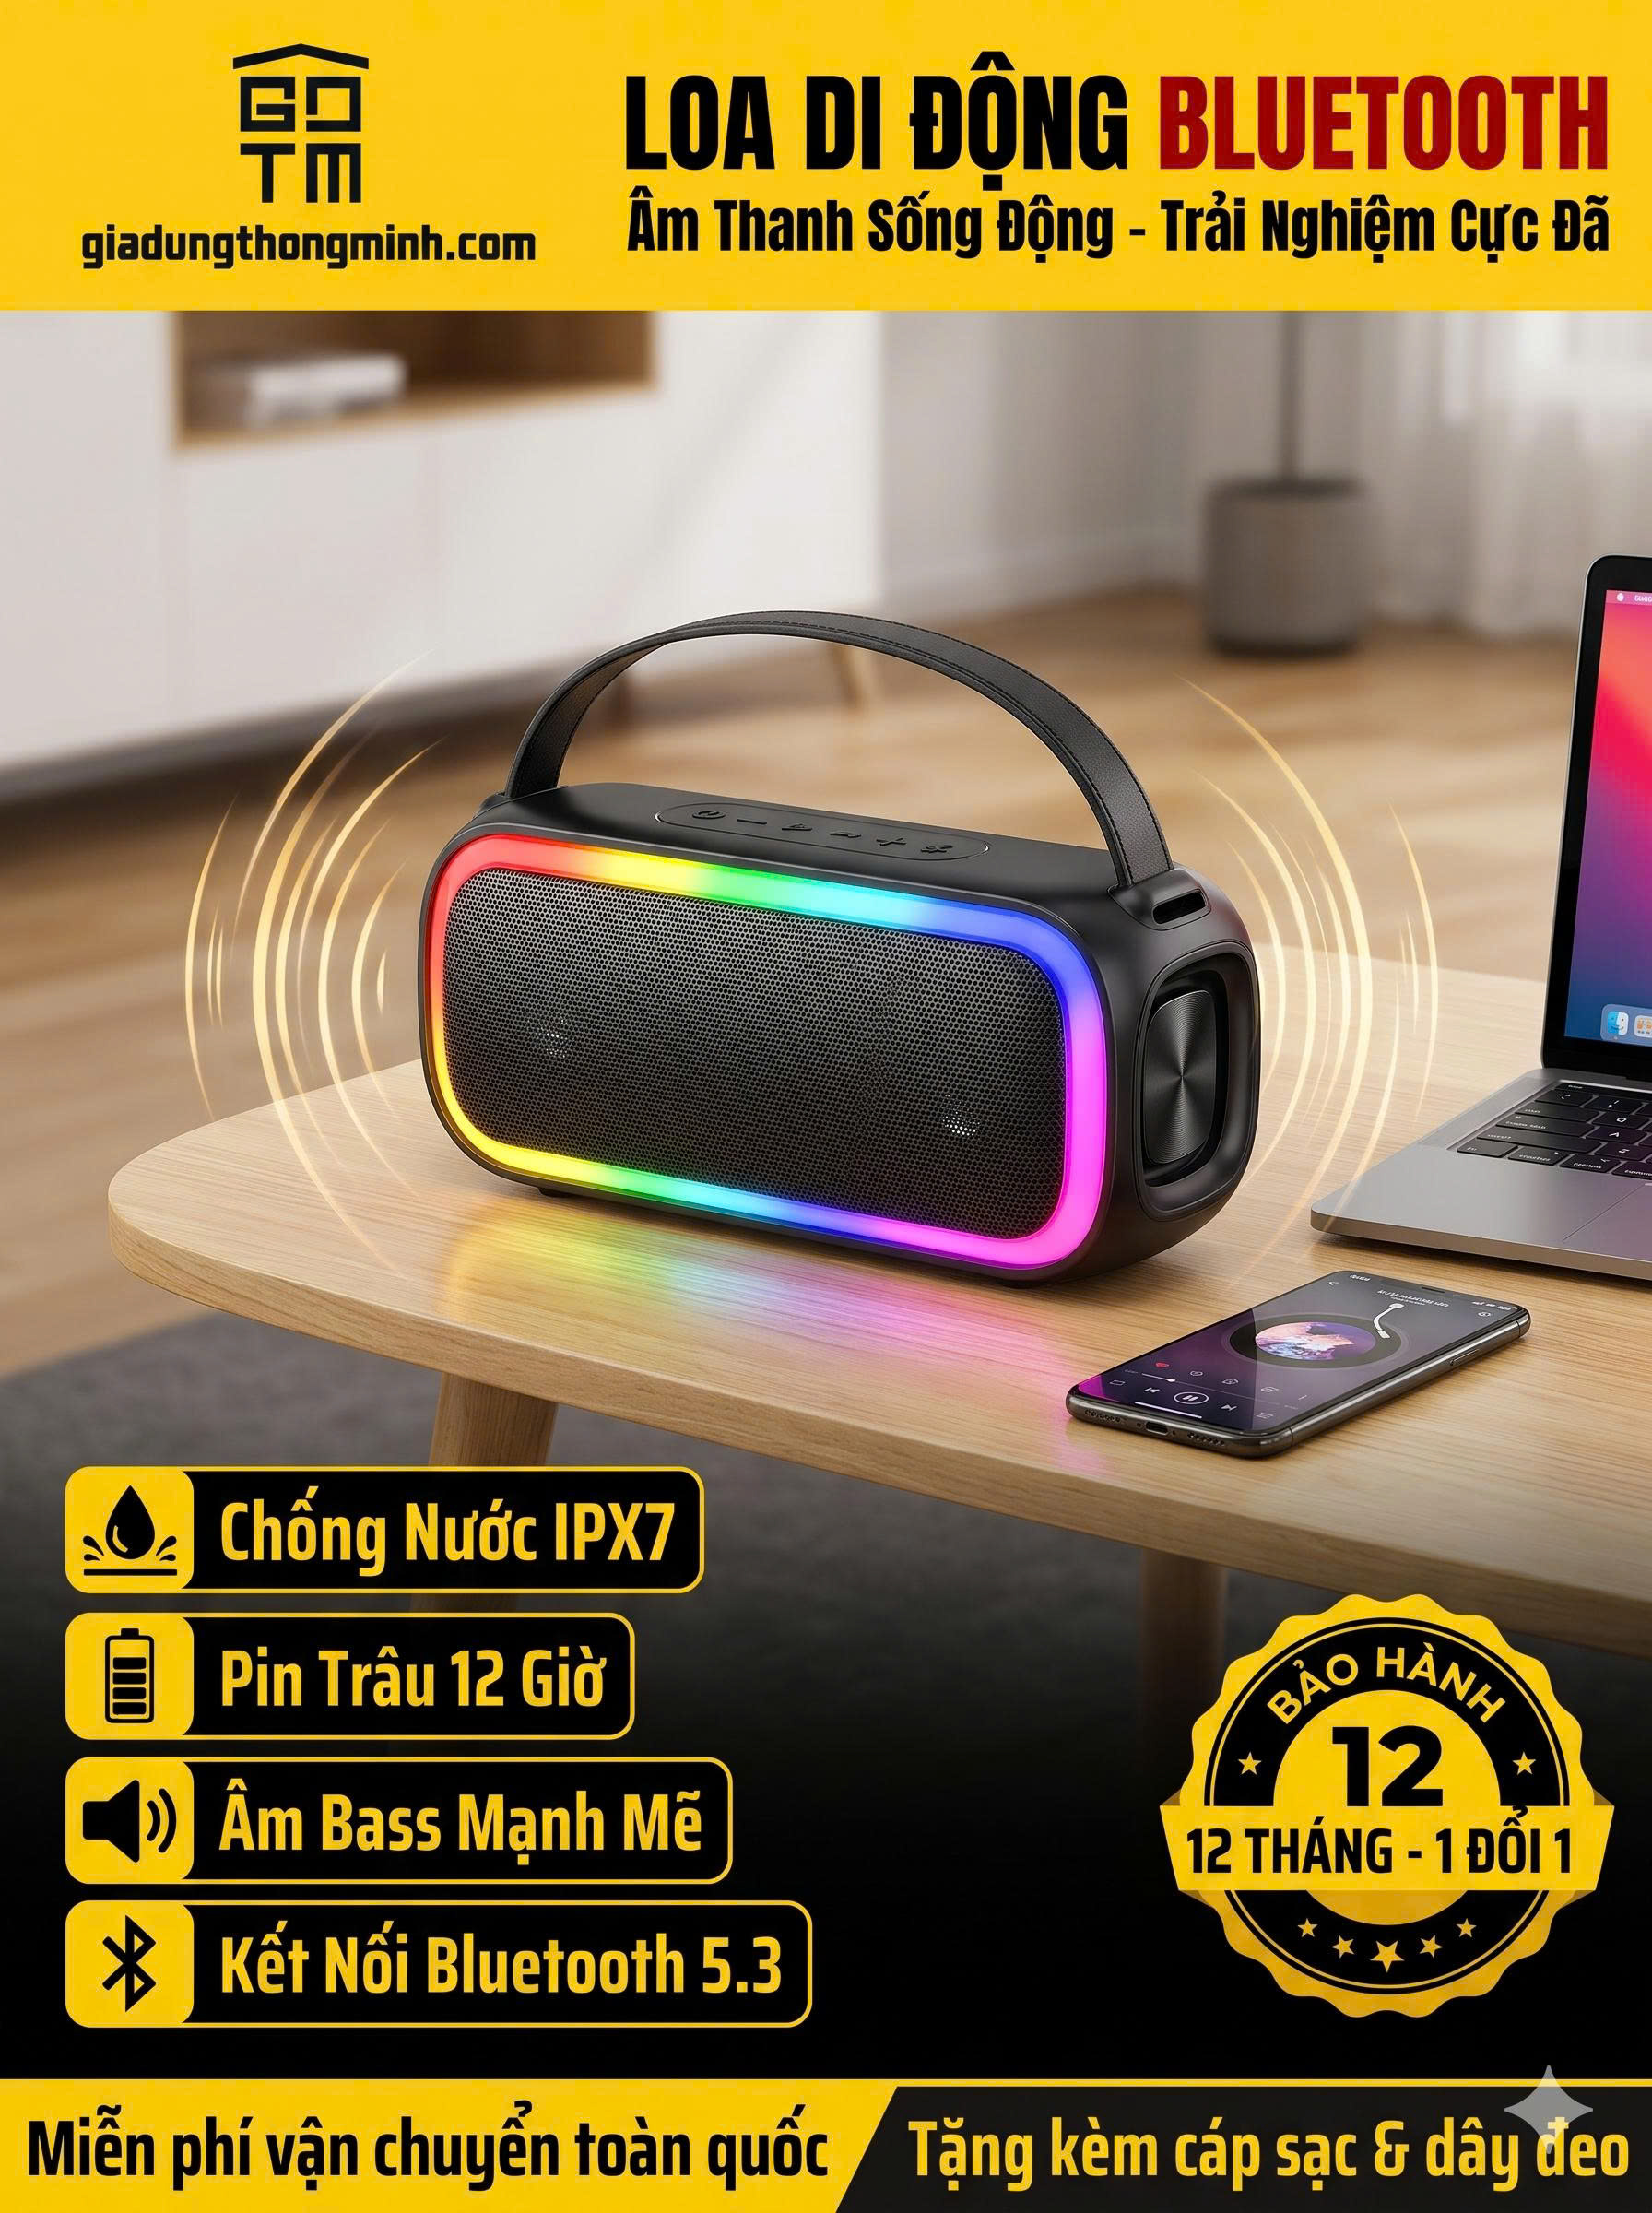 GD
TM
giadungthongminh.com
LOA DI ĐỘNG BLUETOOTH
Âm Thanh Sống Động - Trải Nghiệm Cực Đã
Chống Nước IPX7
Pin Trâu 12 Giờ
Âm Bass Mạnh Mẽ
Kết Nối Bluetooth 5.3
BẢO HÀNH
12
12 THÁNG - 1 ĐỔI 1
Miễn phí vận chuyển toàn quốc
Tặng kèm cáp sạc & dây đeo